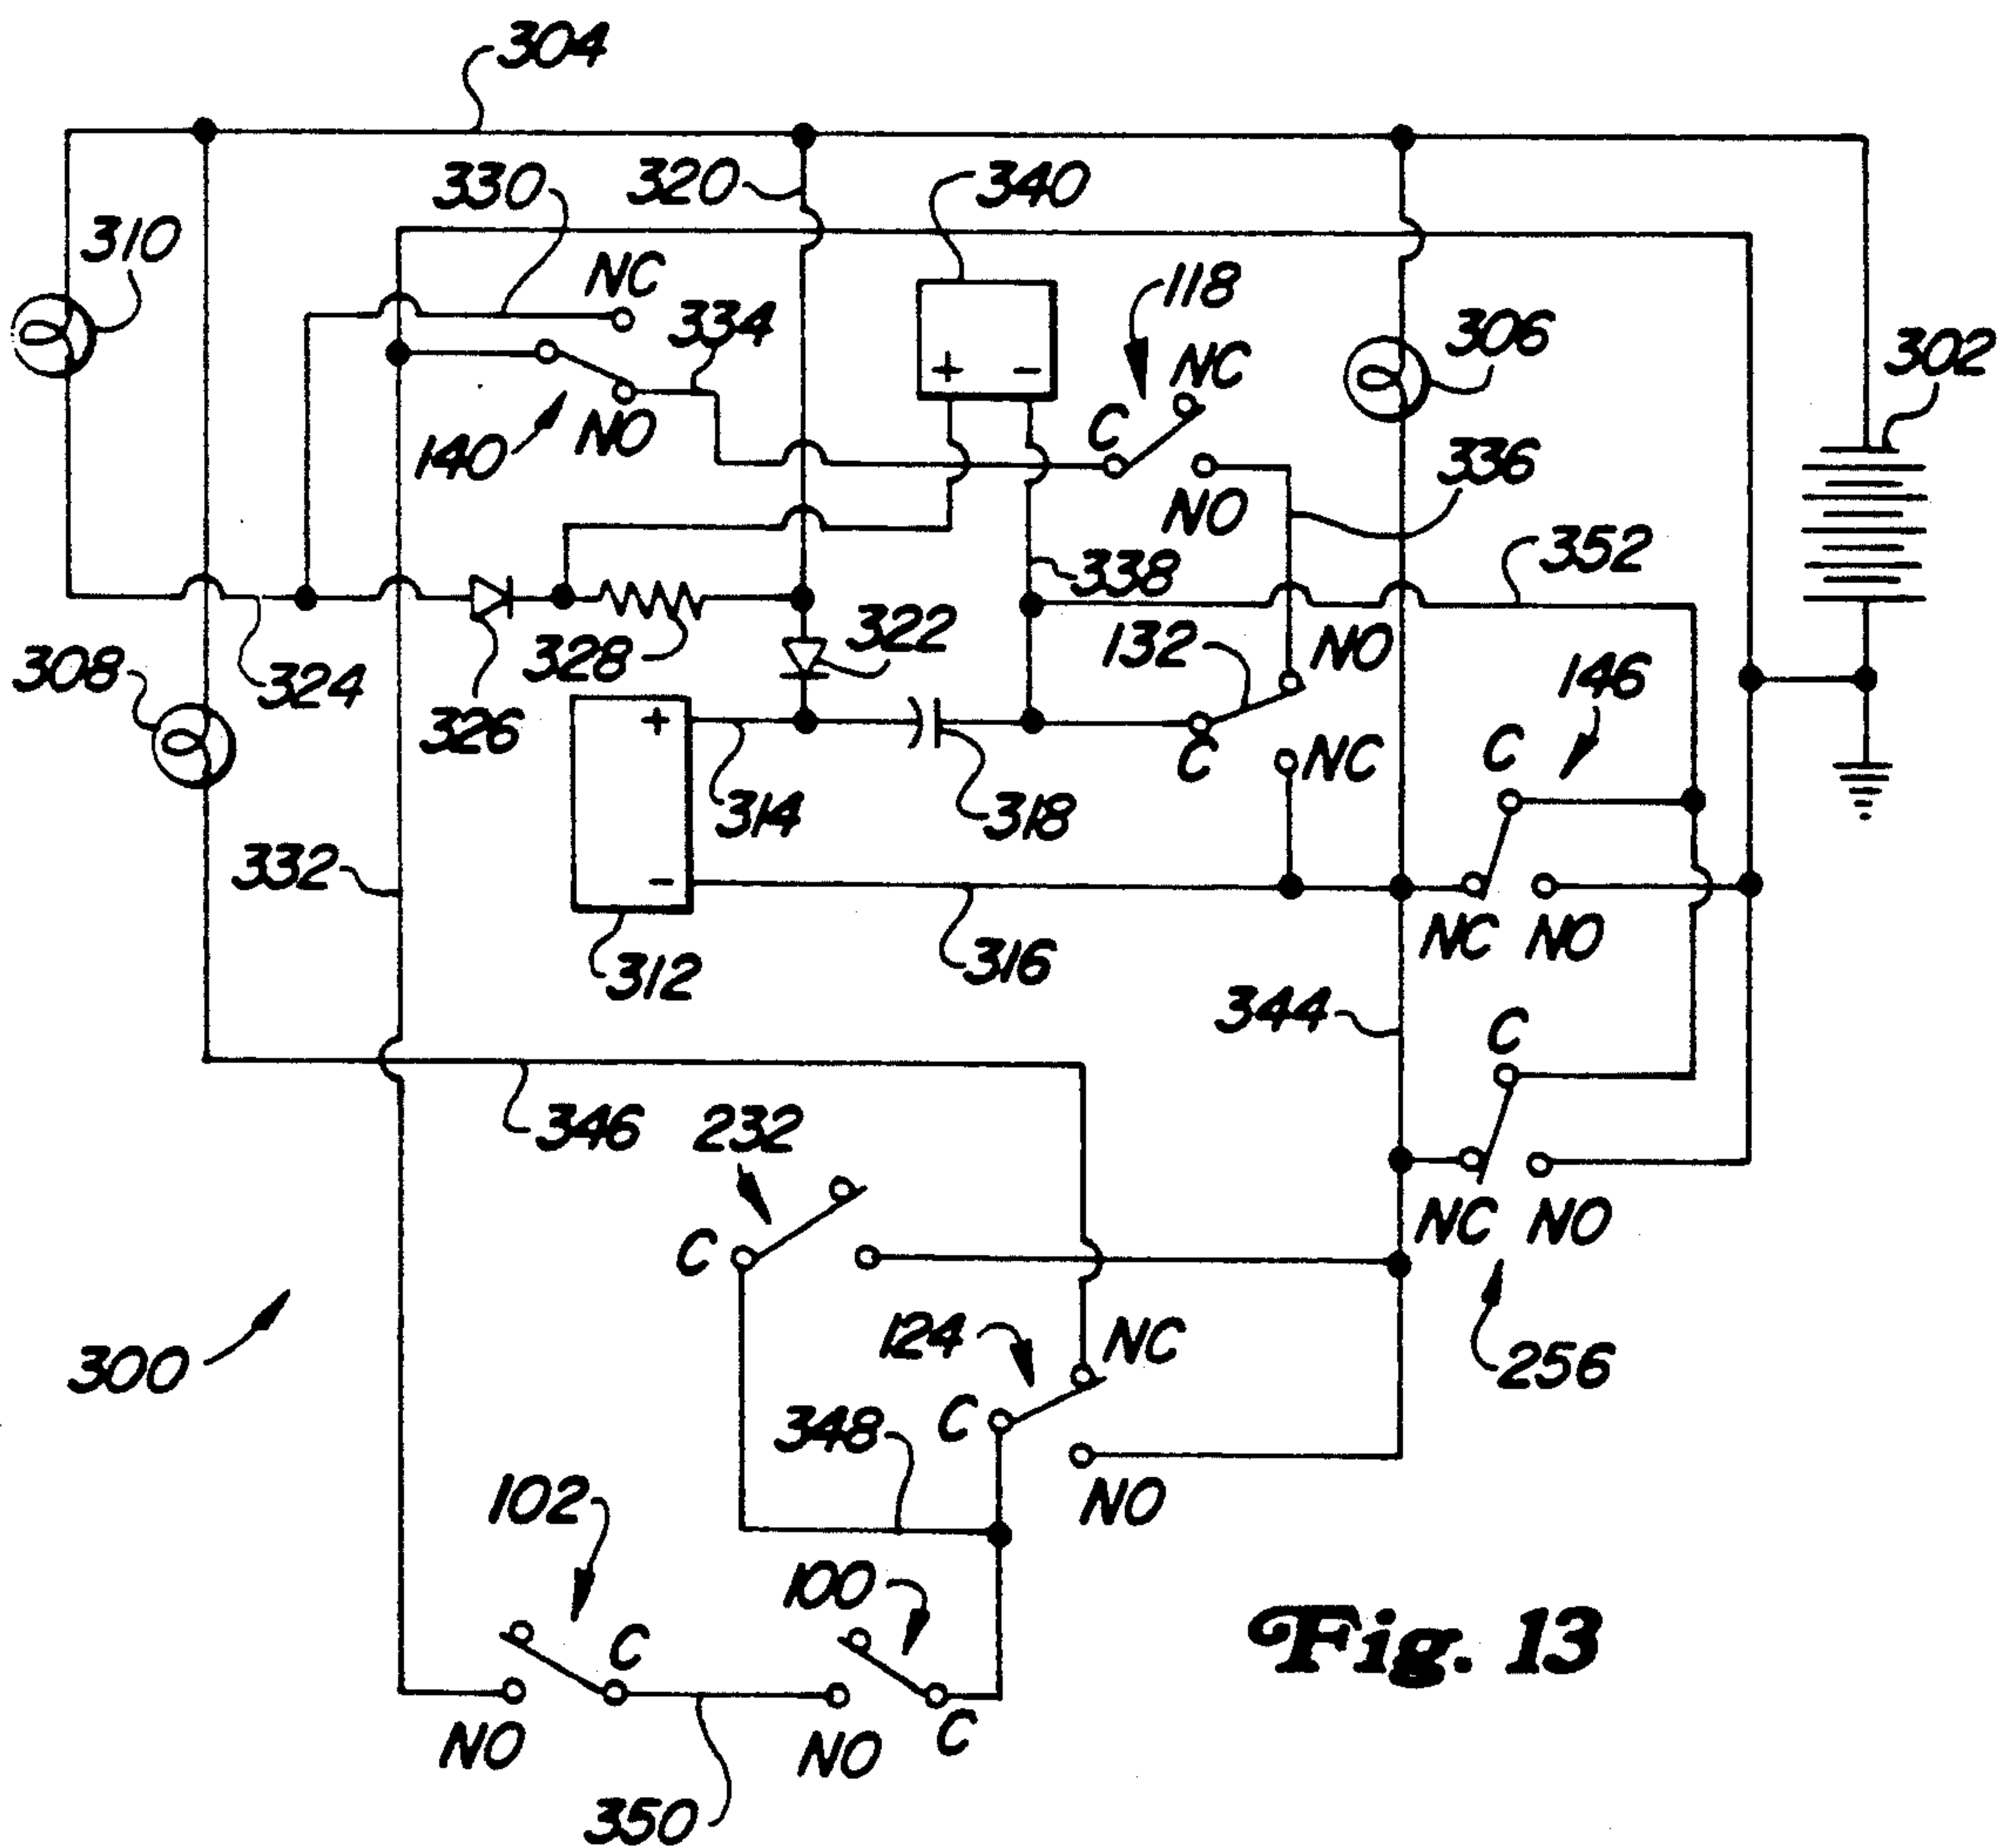 304
330
320
340
310
NC
334
118
NC
306
302
C
140
NO
336
NO
+ −
338
352
322
132
NO
146
308
324
326
328
C
NC
C
+
314
318
332
−
NC NO
312
316
344
C
346
232
C
NC NO
124
NC
256
300
C
348
NO
102
100
C
NO
NO
C
350
Fig. 13